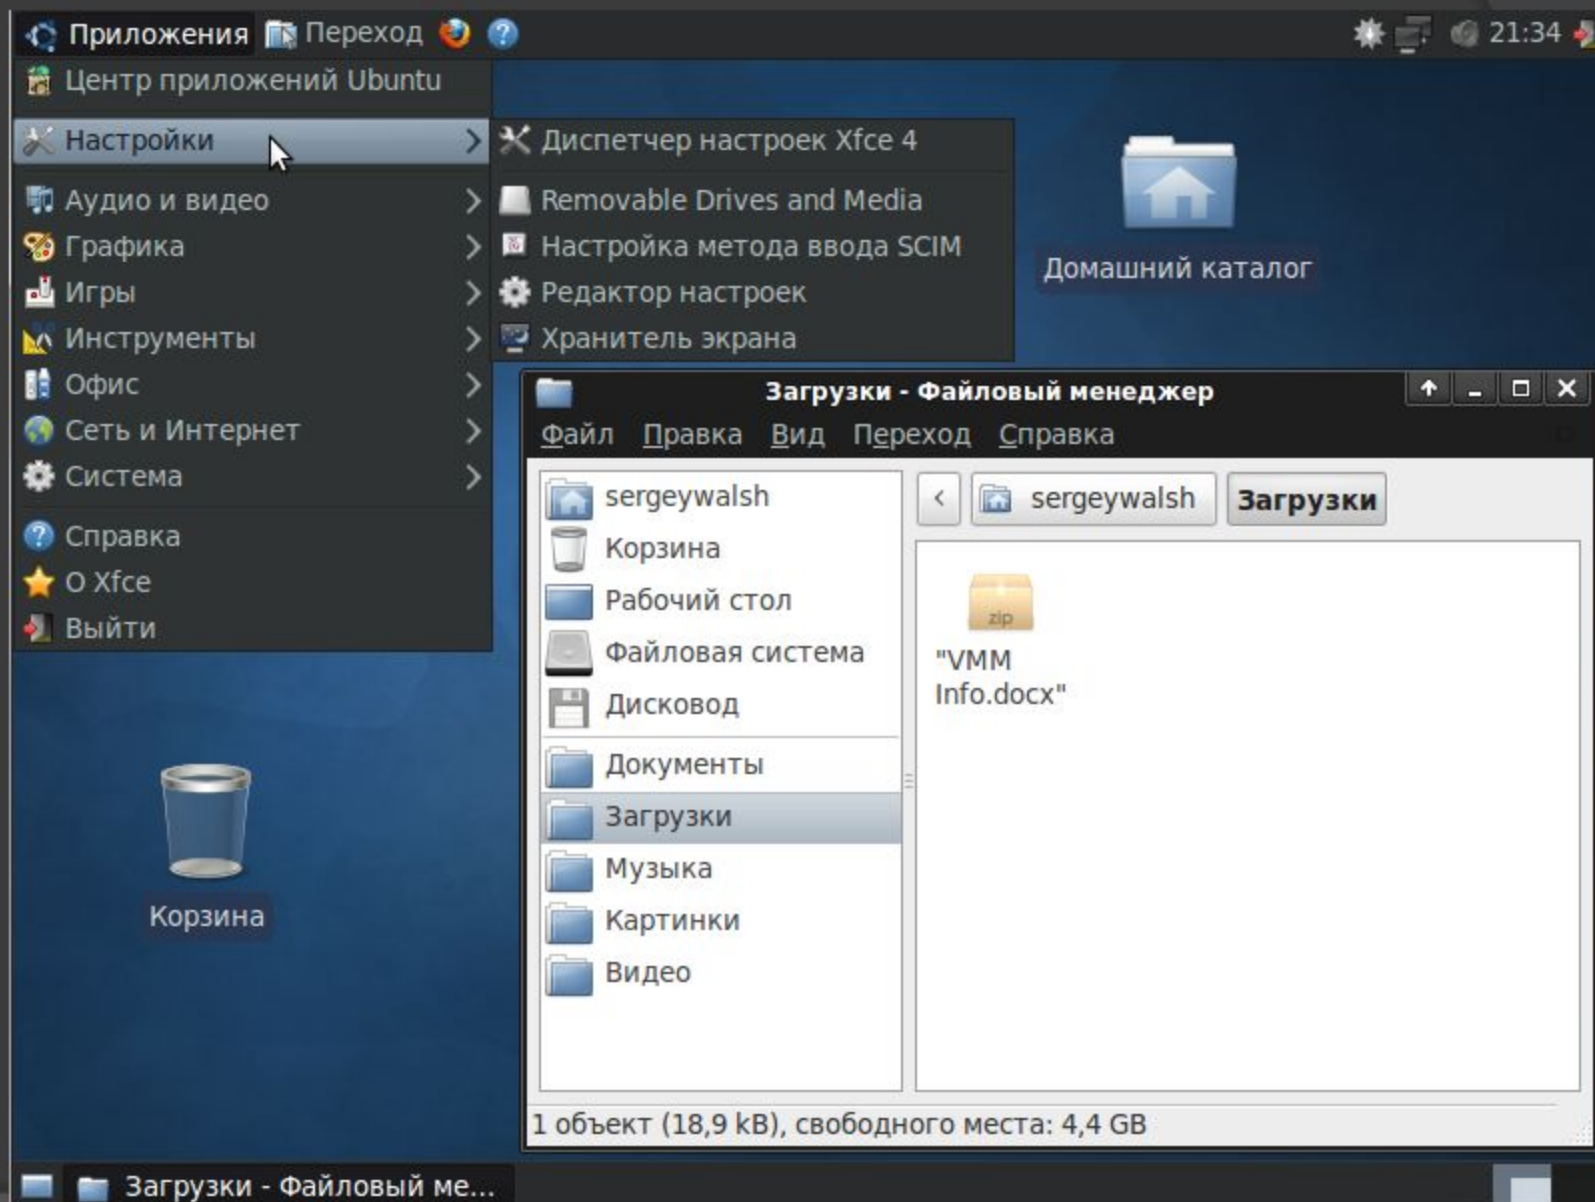 Приложения Переход 21:34
Центр приложений Ubuntu
Настройки
Аудио и видео
Графика
Игры
Инструменты
Офис
Сеть и Интернет
Система
Справка
О Xfce
Выйти
Диспетчер настроек Xfce 4
Removable Drives and Media
Настройка метода ввода SCIM
Редактор настроек
Хранитель экрана
Домашний каталог
Корзина
Загрузки - Файловый менеджер
Файл Правка Вид Переход Справка
sergeywalsh
Корзина
Рабочий стол
Файловая система
Дисковод
Документы
Загрузки
Музыка
Картинки
Видео
sergeywalsh Загрузки
zip
"VMM
Info.docx"
1 объект (18,9 kB), свободного места: 4,4 GB
Загрузки - Файловый ме...